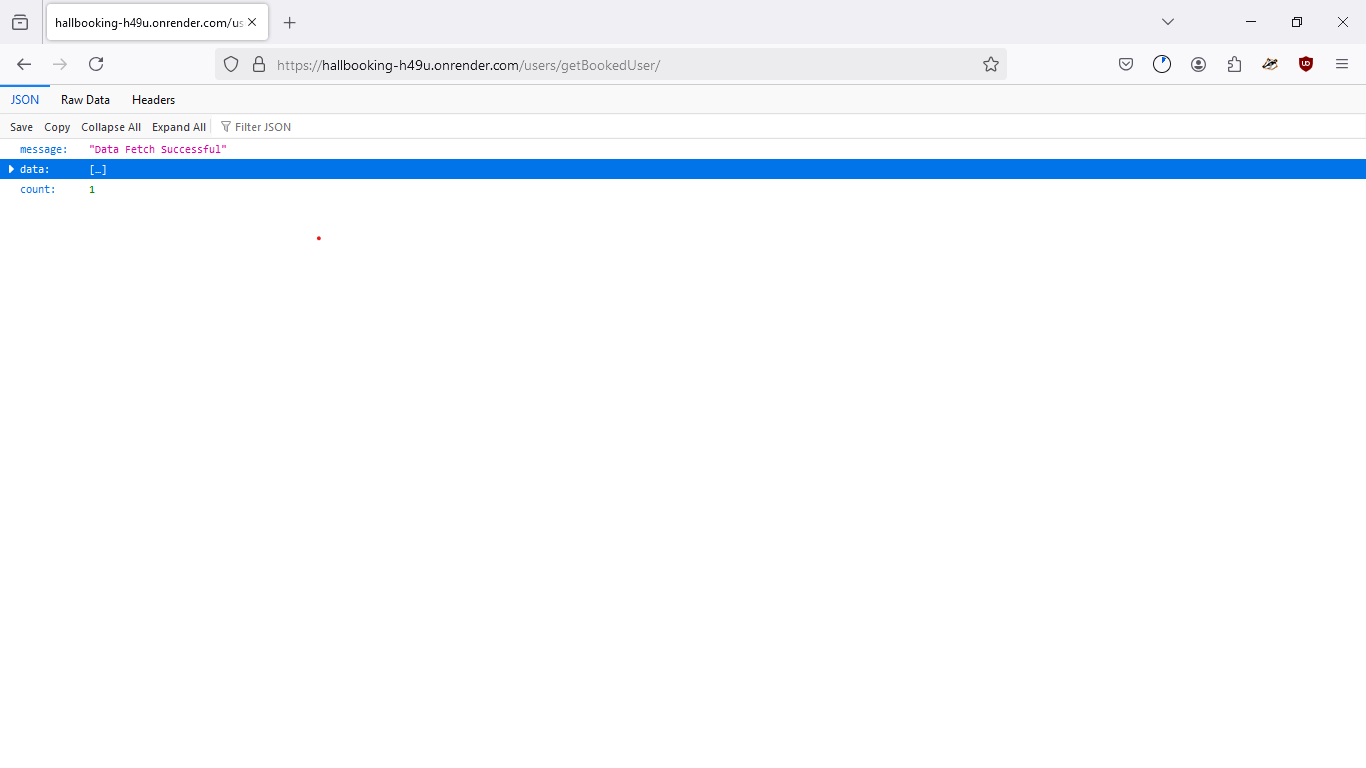 hallbooking-h49u.onrender.com/us
https://hallbooking-h49u.onrender.com/users/getBookedUser/
JSON Raw Data Headers
Save Copy Collapse All Expand All Filter JSON
message: "Data Fetch Successful"
data: […]
count: 1